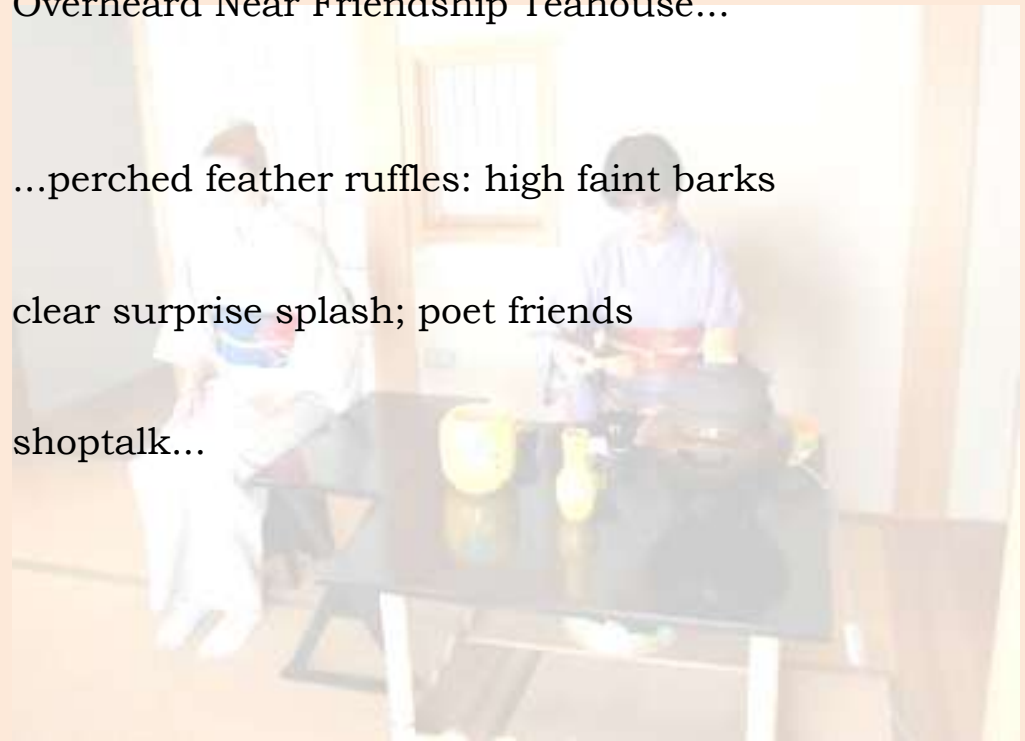 Overheard Near Friendship Teahouse...
...perched feather ruffles: high faint barks
clear surprise splash; poet friends
shoptalk...